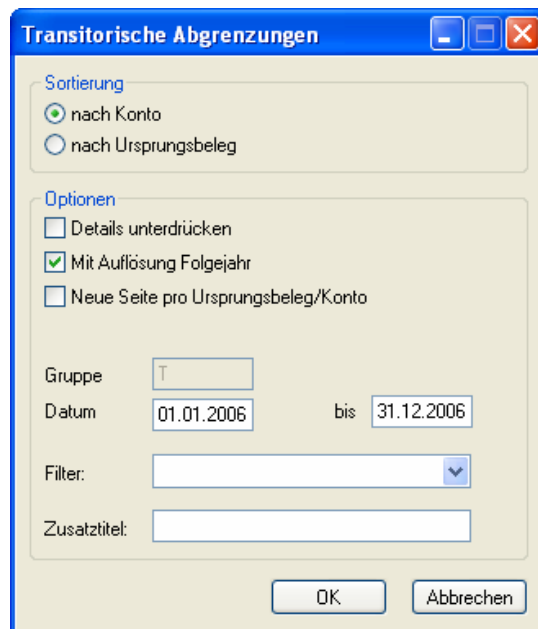 Transitorische Abgrenzungen
Sortierung
nach Konto
nach Ursprungsbeleg
Optionen
Details unterdrücken
Mit Auflösung Folgejahr
Neue Seite pro Ursprungsbeleg/Konto
Gruppe T
Datum 01.01.2006 bis 31.12.2006
Filter:
Zusatztitel:
OK Abbrechen